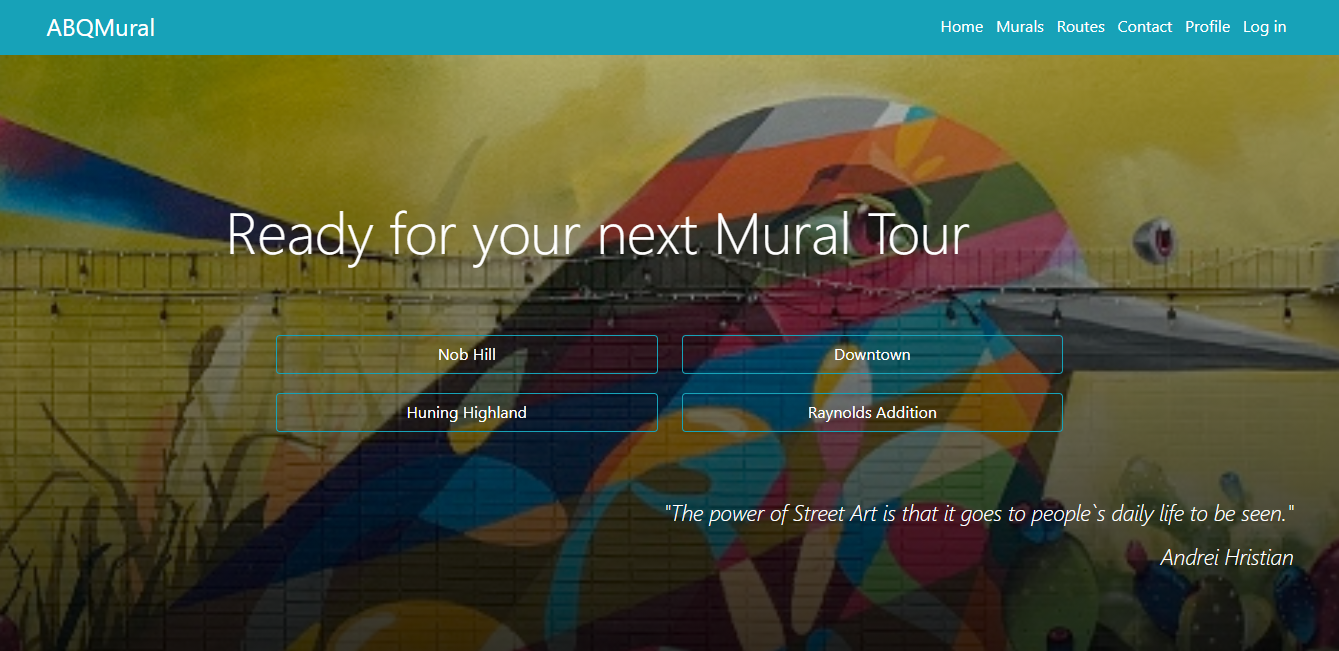 ABQMural
Home Murals Routes Contact Profile Log in
Ready for your next Mural Tour
Nob Hill
Downtown
Huning Highland
Raynolds Addition
"The power of Street Art is that it goes to people`s daily life to be seen."
Andrei Hristian